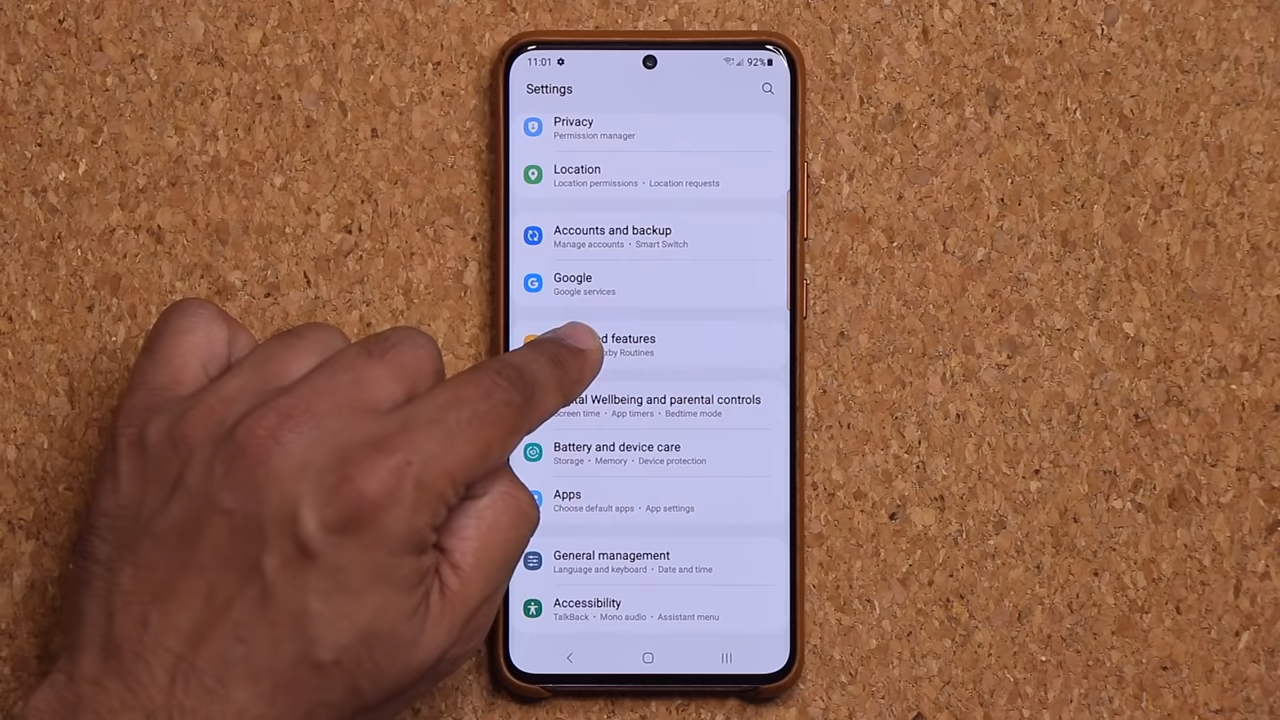 11:01
92%
Settings
Privacy
Permission manager
Location
Location permissions • Location requests
Accounts and backup
Manage accounts • Smart Switch
Google
Google services
features
Routines
Wellbeing and parental controls
Screen time • App timers • Bedtime mode
Battery and device care
Storage • Memory • Device protection
Apps
Choose default apps • App settings
General management
Language and keyboard • Date and time
Accessibility
TalkBack • Mono audio • Assistant menu